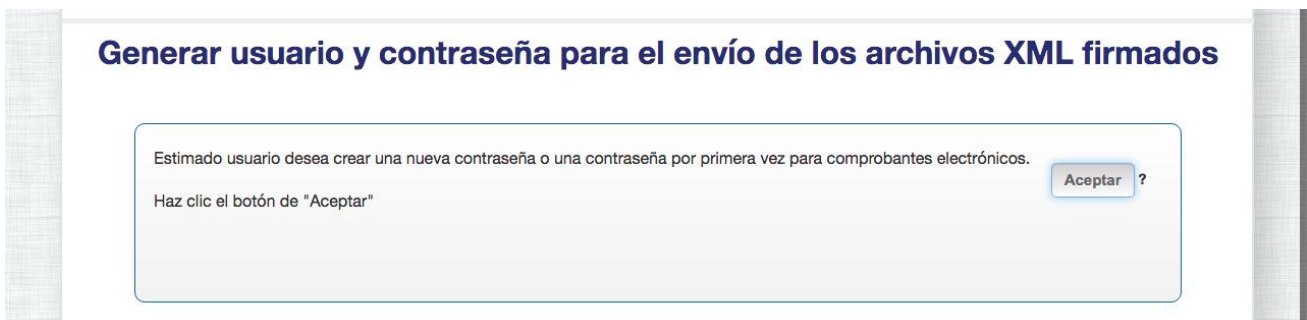 Generar usuario y contraseña para el envío de los archivos XML firmados
Estimado usuario desea crear una nueva contraseña o una contraseña por primera vez para comprobantes electrónicos.
Aceptar ?
Haz clic el botón de "Aceptar"